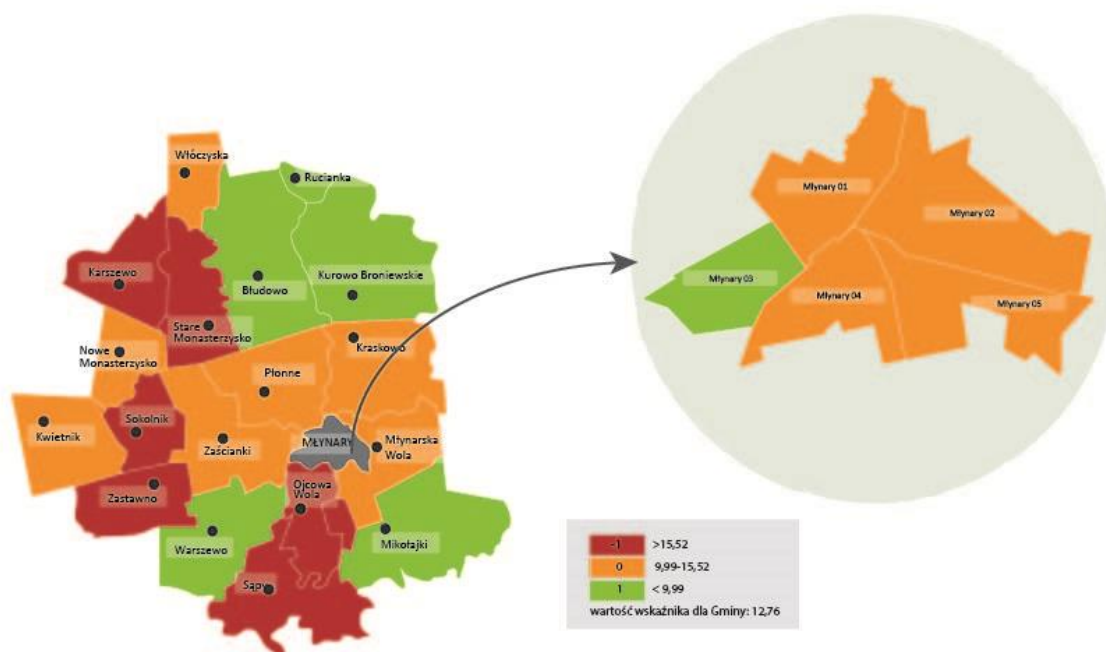 Włóczyska
Rucianka
Karszewo
Błudowo
Kurowo Broniewskie
Stare
Monasterzysko
Nowe
Monasterzysko
Kraskowo
Płonne
Kwietnik
Sokolnik
Zaścianki
MŁYNARY
Młynarska
Wola
Zastawno
Ojcowa
Wola
Warszewo
Mikołajki
Sąpy
Młynary 01
Młynary 02
Młynary 03
Młynary 04
Młynary 05
-1 >15,52
0 9,99-15,52
1 < 9,99
wartość wskaźnika dla Gminy: 12,76